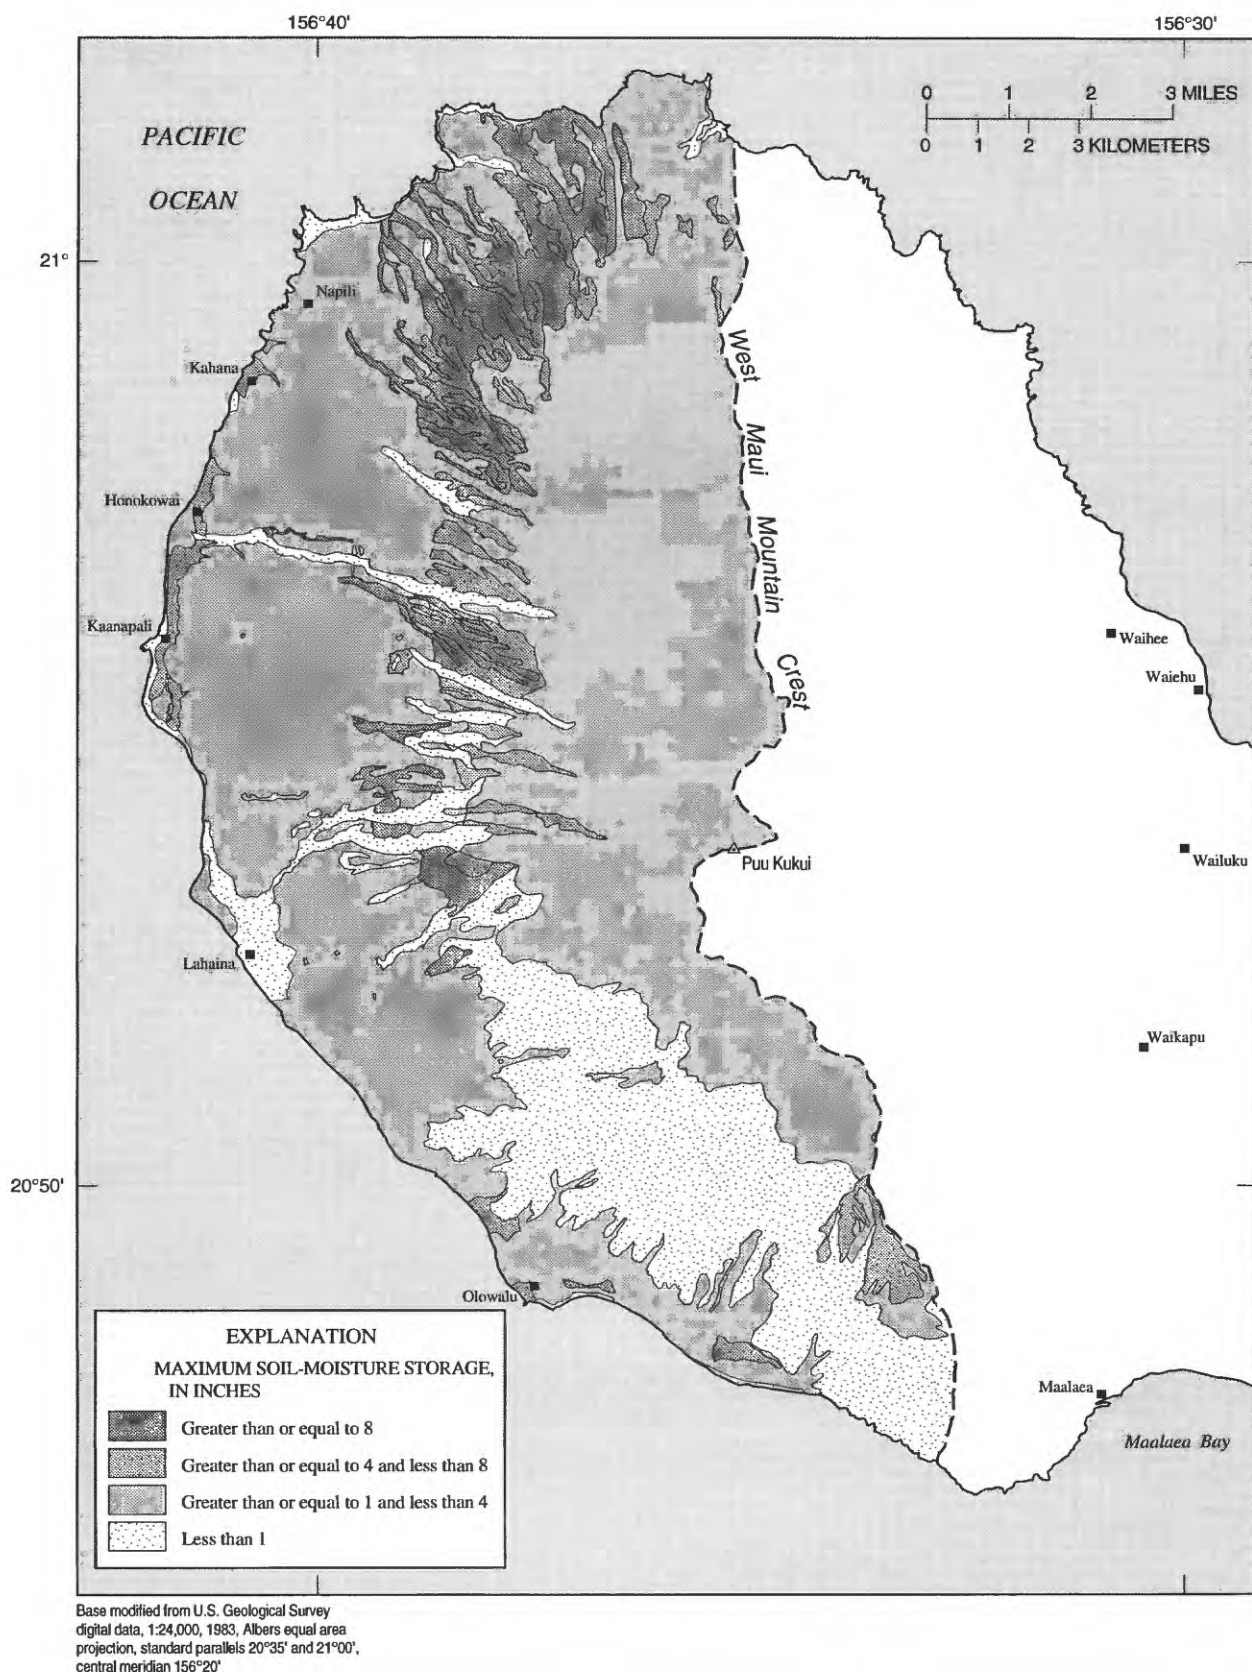 156°40'
156°30'
0 1 2 3 MILES
0 1 2 3 KILOMETERS
PACIFIC
OCEAN
21°
Napili
Kahana
West Maui Mountain Crest
Honokowai
Kaanapali
Waihee
Waiehu
Puu Kukui
Wailuku
Lahaina
Waikapu
20°50'
Olowalu
Maalaea
Maalaea Bay
EXPLANATION
MAXIMUM SOIL-MOISTURE STORAGE,
IN INCHES
Greater than or equal to 8
Greater than or equal to 4 and less than 8
Greater than or equal to 1 and less than 4
Less than 1
Base modified from U.S. Geological Survey
digital data, 1:24,000, 1983, Albers equal area
projection, standard parallels 20°35' and 21°00',
central meridian 156°20'